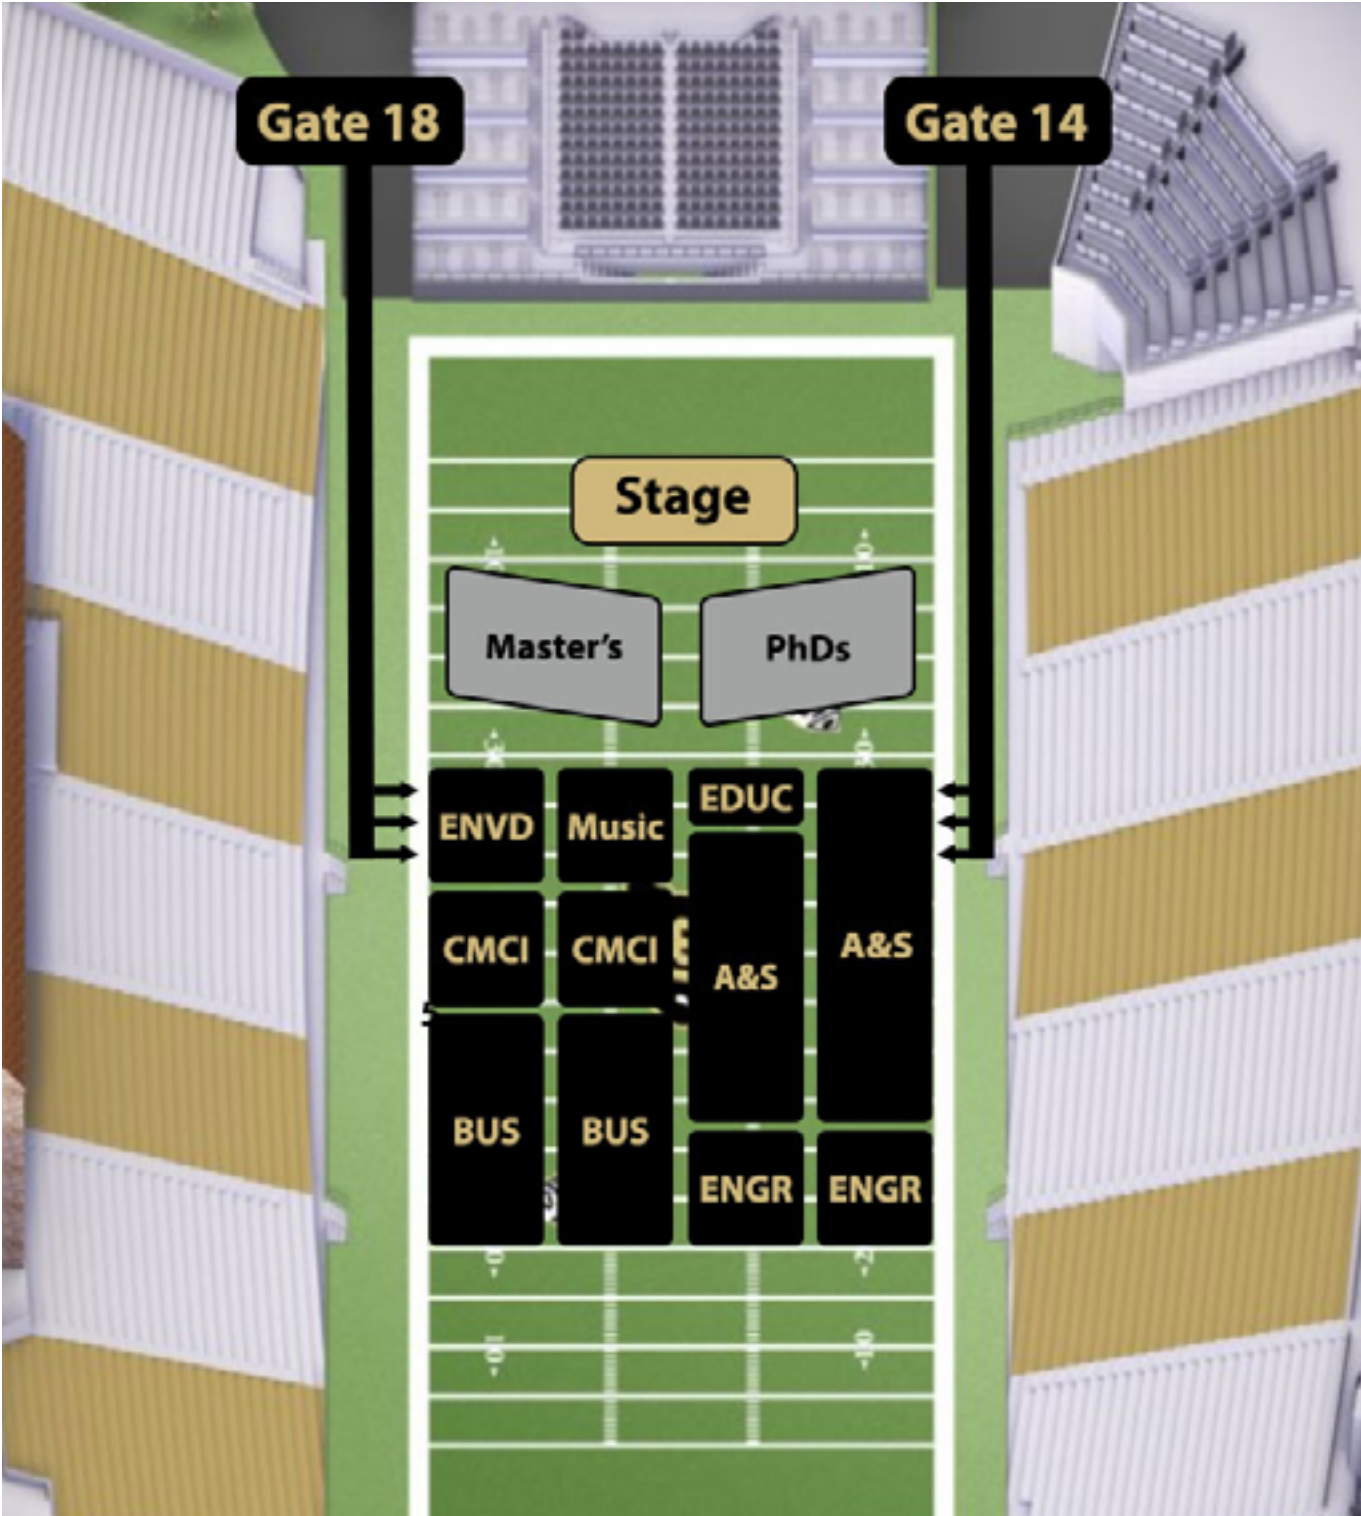 Gate 18
Gate 14
Stage
Master's
PhDs
ENVD
Music
EDUC
A&S
CMCI
CMCI
A&S
BUS
BUS
ENGR
ENGR